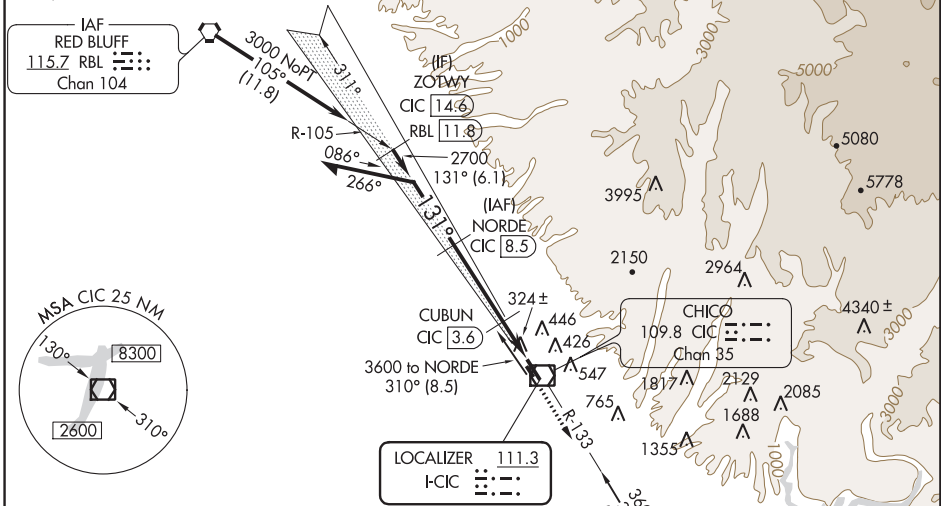 IAF
RED BLUFF
115.7 RBL
Chan 104
3000 NoPT
105°
(11.8)
311°
(IF)
ZOTWY
CIC 14.6
RBL 11.8
R-105
086°
266°
2700
131° (6.1)
131°
(IAF)
NORDE
CIC 8.5
1000
3000
5000
5080
5778
3995
2150
2964
4340 ±
3000
MSA CIC 25 NM
130°
8300
2600
310°
CUBUN
CIC 3.6
324 ±
446
426
547
3600 to NORDE
310° (8.5)
CHICO
109.8 CIC
Chan 35
1817
2129
2085
1688
765
1355
1000
3000
R-133
LOCALIZER 111.3
I-CIC